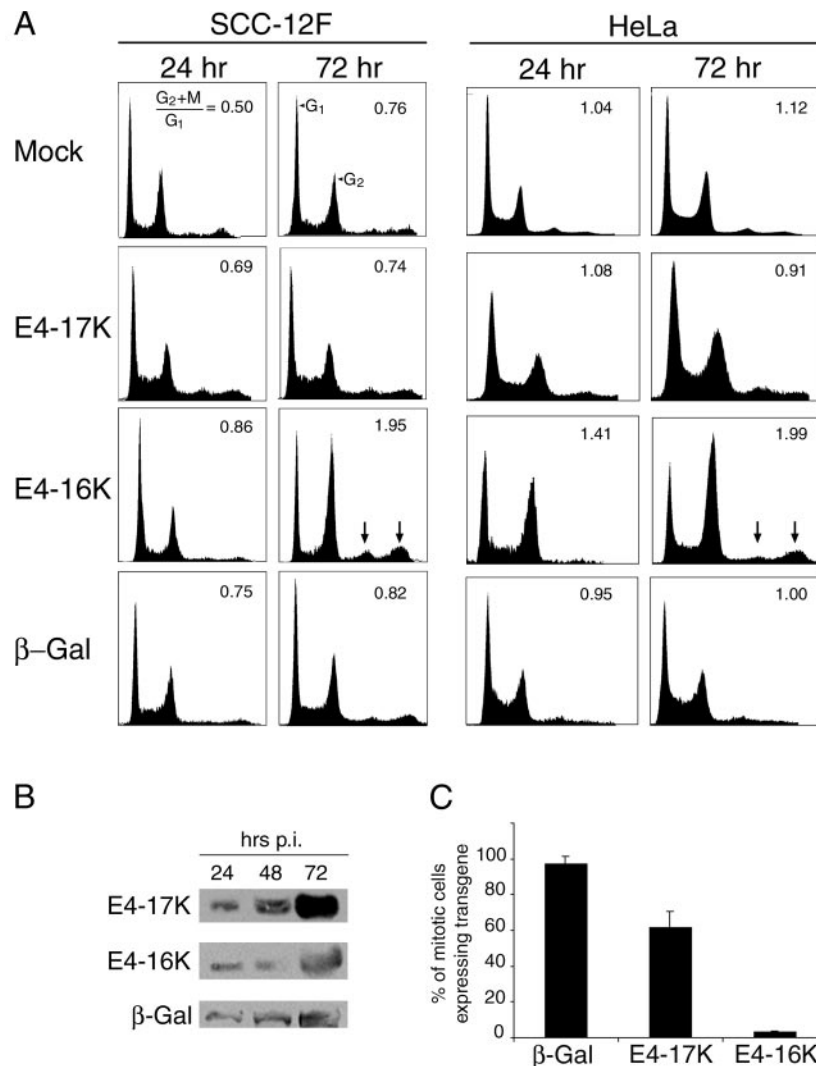 A
SCC-12F HeLa
24 hr 72 hr 24 hr 72 hr
Mock
G2+M
G1
= 0.50
G1
G2
0.76
1.04
1.12
E4-17K
0.69
0.74
1.08
0.91
E4-16K
0.86
1.95
1.41
1.99
β–Gal
0.75
0.82
0.95
1.00
B
hrs p.i.
24 48 72
E4-17K
E4-16K
β-Gal
C
% of mitotic cells
expressing transgene
100
80
60
40
20
0
β-Gal E4-17K E4-16K